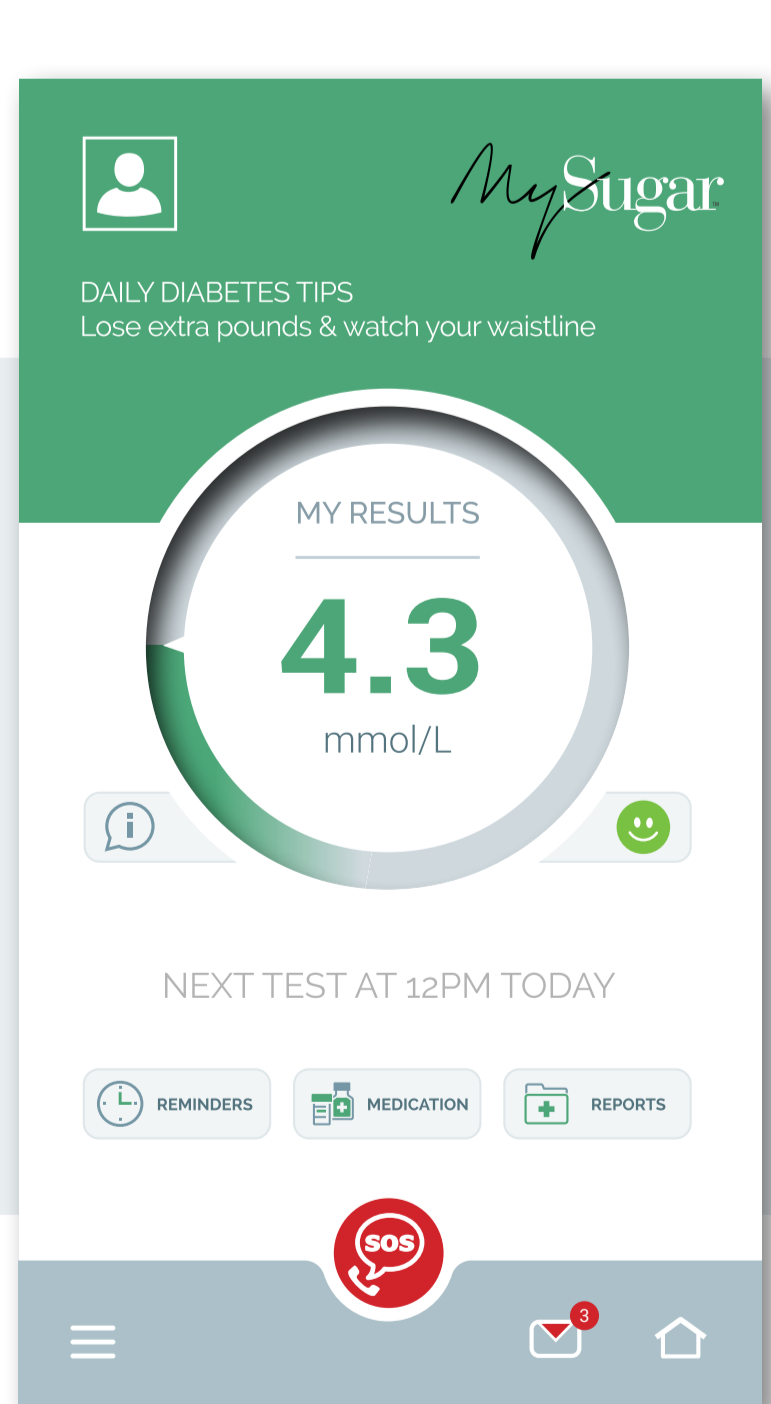 MySugar™
DAILY DIABETES TIPS
Lose extra pounds & watch your waistline
MY RESULTS
4.3
mmol/L
i
NEXT TEST AT 12PM TODAY
REMINDERS
MEDICATION
REPORTS
SOS
3